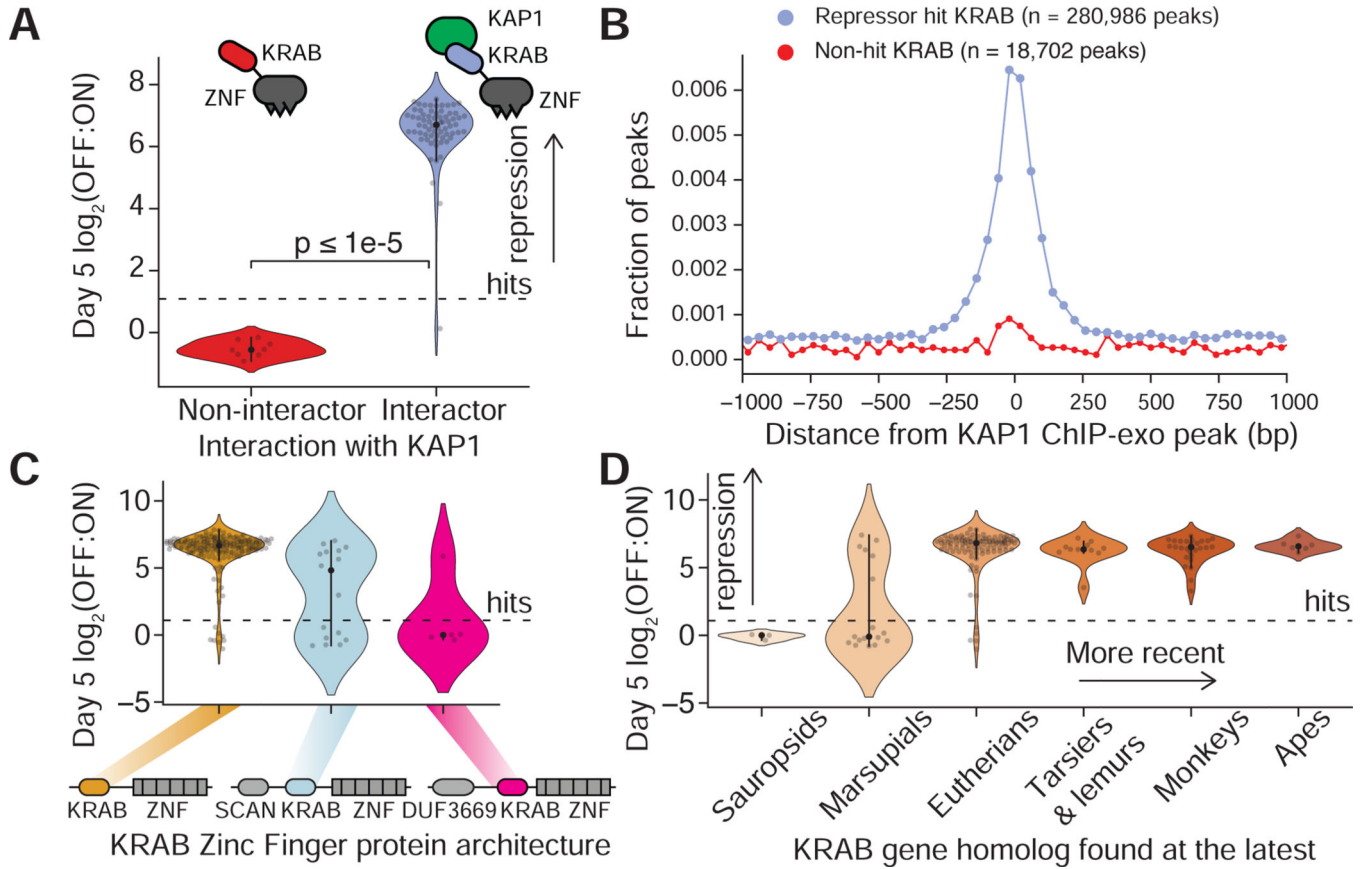 A
KAP1
KRAB
KRAB
ZNF
ZNF
Day 5 log2(OFF:ON)
8
6
4
2
0
p ≤ 1e-5
repression
hits
Non-interactor
Interactor
Interaction with KAP1
B
Repressor hit KRAB (n = 280,986 peaks)
Non-hit KRAB (n = 18,702 peaks)
Fraction of peaks
0.006
0.005
0.004
0.003
0.002
0.001
0.000
−1000 −750 −500 −250 0 250 500 750 1000
Distance from KAP1 ChIP-exo peak (bp)
C
Day 5 log2(OFF:ON)
10
5
0
−5
hits
KRAB ZNF
SCAN KRAB ZNF
DUF3669 KRAB ZNF
KRAB Zinc Finger protein architecture
D
Day 5 log2(OFF:ON)
10
5
0
−5
repression
hits
More recent
Sauropsids
Marsupials
Eutherians
Tarsiers
& lemurs
Monkeys
Apes
KRAB gene homolog found at the latest